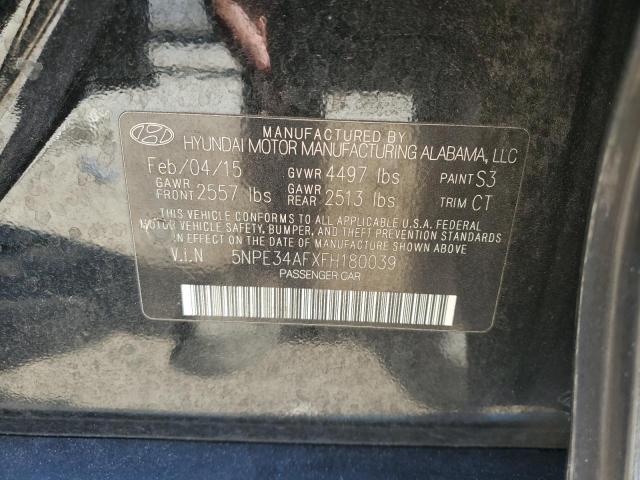 MANUFACTURED BY
HYUNDAI MOTOR MANUFACTURING ALABAMA, LLC
Feb/04/15 GVWR 4497 lbs PAINT S3
GAWR FRONT 2557 lbs GAWR REAR 2513 lbs TRIM CT
THIS VEHICLE CONFORMS TO ALL APPLICABLE U.S.A. FEDERAL
MOTOR VEHICLE SAFETY, BUMPER, AND THEFT PREVENTION
STANDARDS IN EFFECT ON THE DATE OF MANUFACTURE SHOWN ABOVE
V.I.N 5NPE34AFXFH180039
PASSENGER CAR